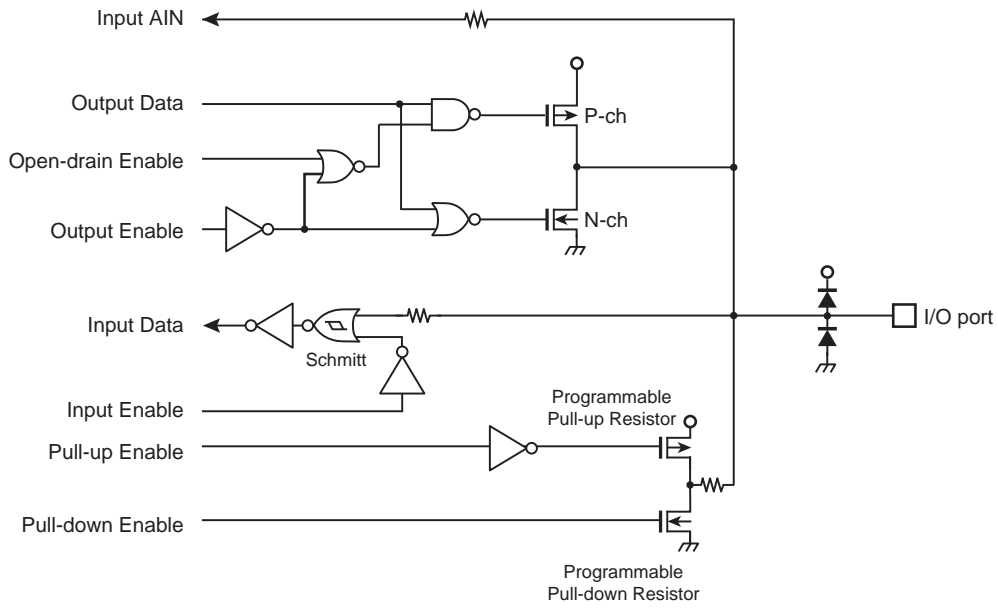 Input AIN
Output Data
P-ch
Open-drain Enable
N-ch
Output Enable
Input Data
Schmitt
I/O port
Input Enable
Programmable
Pull-up Resistor
Pull-up Enable
Pull-down Enable
Programmable
Pull-down Resistor